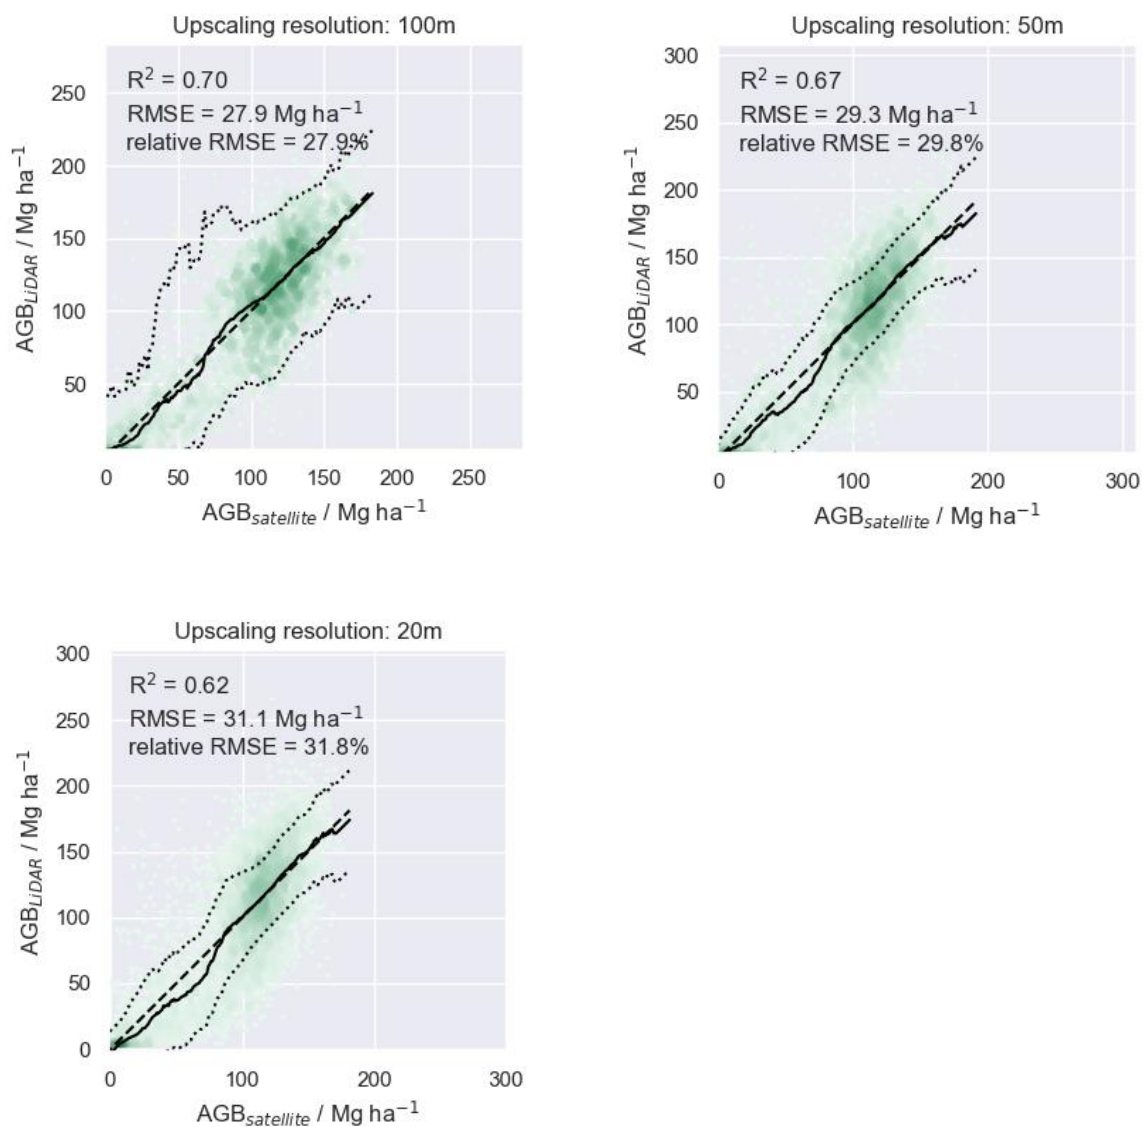 Upscaling resolution: 100m
R² = 0.70
RMSE = 27.9 Mg ha⁻¹
relative RMSE = 27.9%
250
200
150
100
50
AGB_LiDAR / Mg ha⁻¹
0 50 100 150 200 250
AGB_satellite / Mg ha⁻¹
Upscaling resolution: 50m
R² = 0.67
RMSE = 29.3 Mg ha⁻¹
relative RMSE = 29.8%
300
250
200
150
100
50
AGB_LiDAR / Mg ha⁻¹
0 100 200 300
AGB_satellite / Mg ha⁻¹
Upscaling resolution: 20m
R² = 0.62
RMSE = 31.1 Mg ha⁻¹
relative RMSE = 31.8%
300
250
200
150
100
50
0
AGB_LiDAR / Mg ha⁻¹
0 100 200 300
AGB_satellite / Mg ha⁻¹